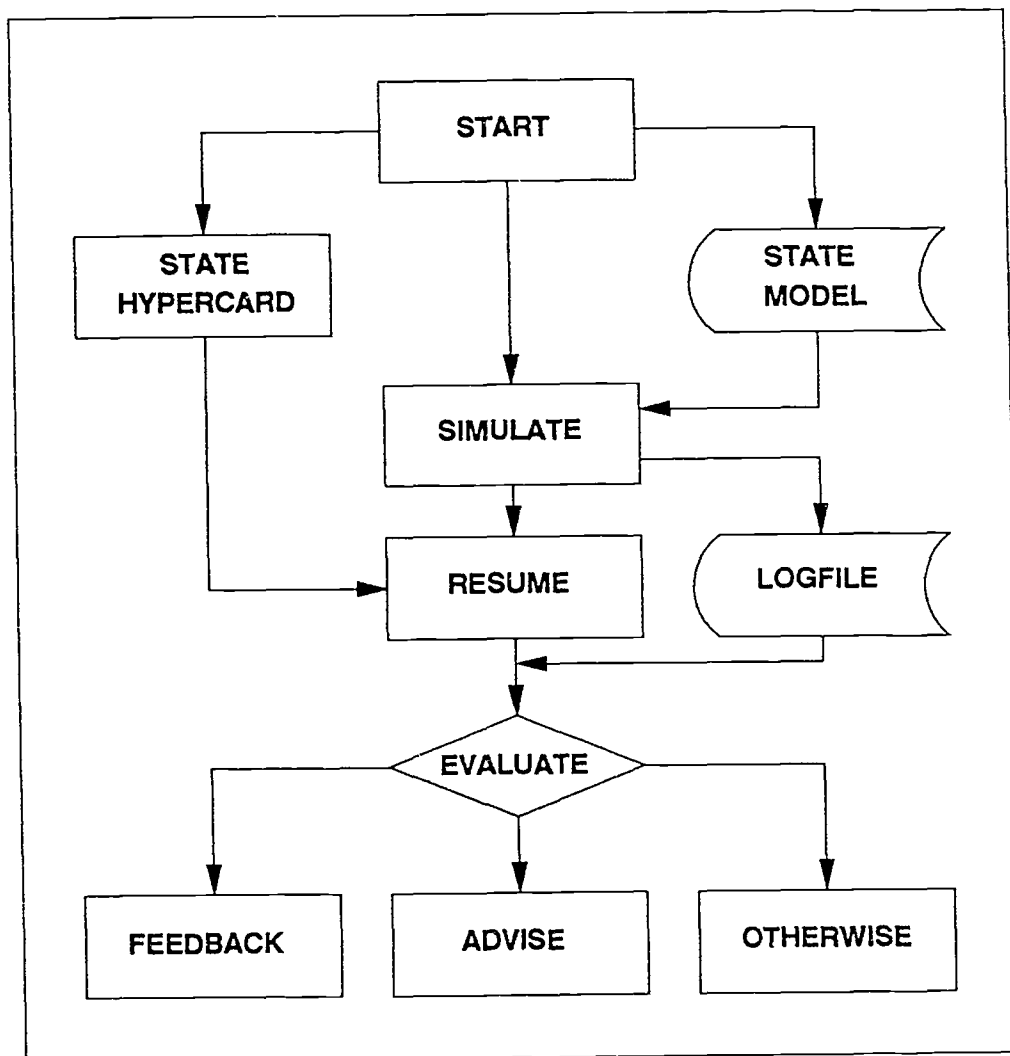 START
STATE
HYPERCARD
STATE
MODEL
SIMULATE
RESUME
LOGFILE
EVALUATE
FEEDBACK
ADVISE
OTHERWISE